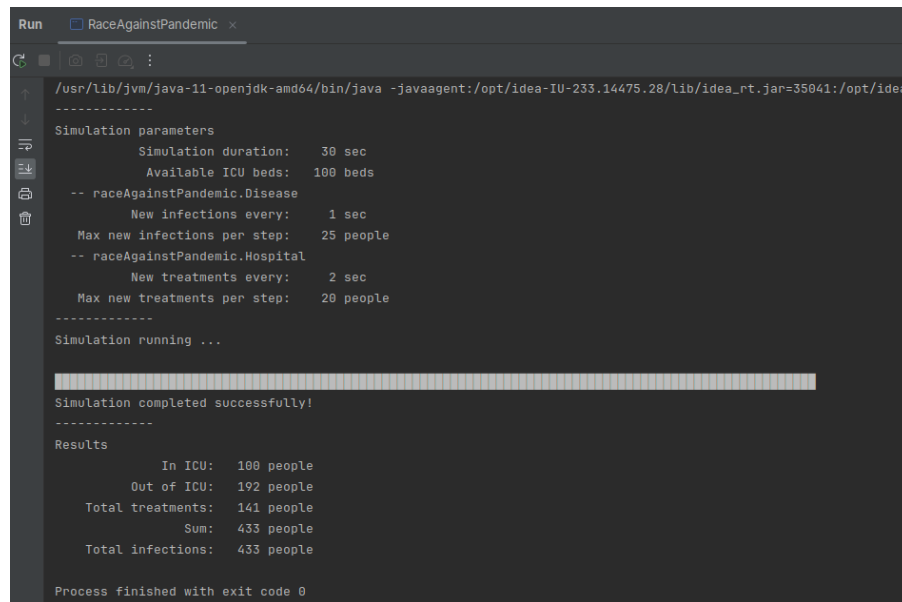 Run RaceAgainstPandemic ×
/usr/lib/jvm/java-11-openjdk-amd64/bin/java -javaagent:/opt/idea-IU-233.14475.28/lib/idea_rt.jar=35041:/opt/idea
-------------
Simulation parameters
Simulation duration: 30 sec
Available ICU beds: 100 beds
-- raceAgainstPandemic.Disease
New infections every: 1 sec
Max new infections per step: 25 people
-- raceAgainstPandemic.Hospital
New treatments every: 2 sec
Max new treatments per step: 20 people
-------------
Simulation running ...
Simulation completed successfully!
-------------
Results
In ICU: 100 people
Out of ICU: 192 people
Total treatments: 141 people
Sum: 433 people
Total infections: 433 people
Process finished with exit code 0